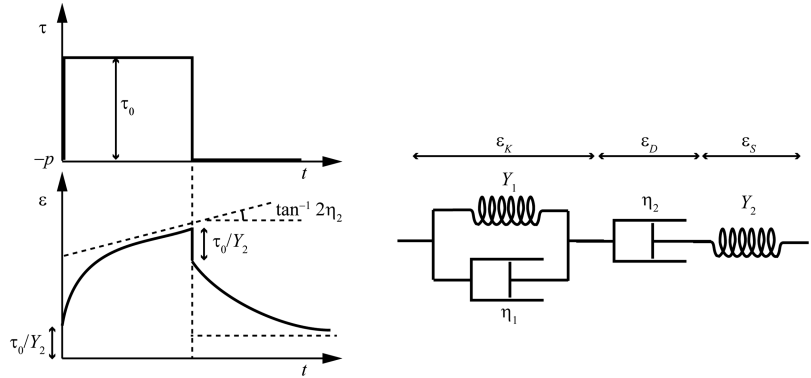 τ
τ₀
−p
t
ε
tan⁻¹ 2η₂
τ₀/Y₂
τ₀/Y₂
t
ε_K
ε_D
ε_S
Y₁
η₂
Y₂
η₁